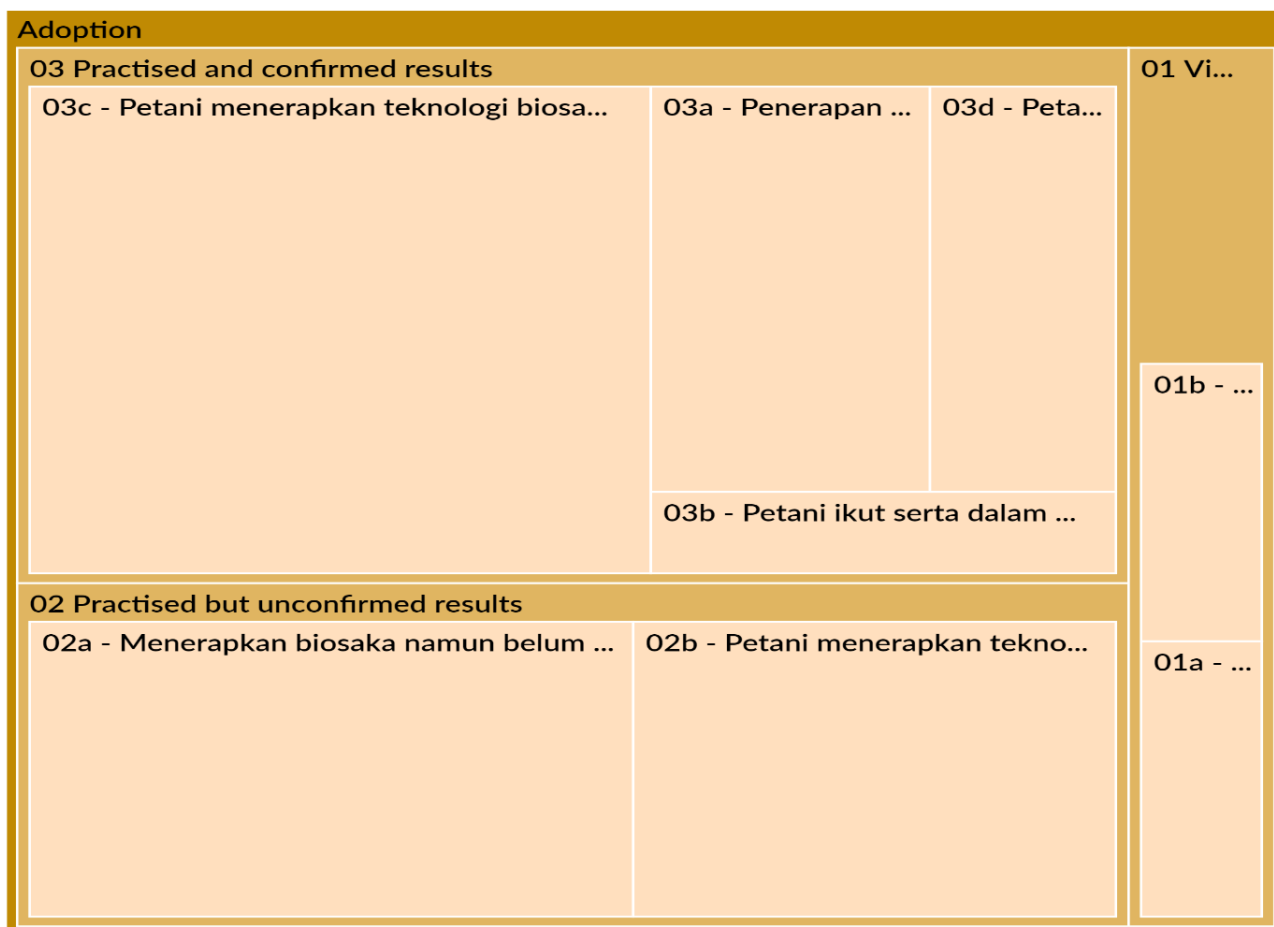 Adoption
03 Practised and confirmed results
01 Vi...
03c - Petani menerapkan teknologi biosa...
03a - Penerapan ...
03d - Peta...
03b - Petani ikut serta dalam ...
01b - ...
02 Practised but unconfirmed results
02a - Menerapkan biosaka namun belum ...
02b - Petani menerapkan tekno...
01a - ...